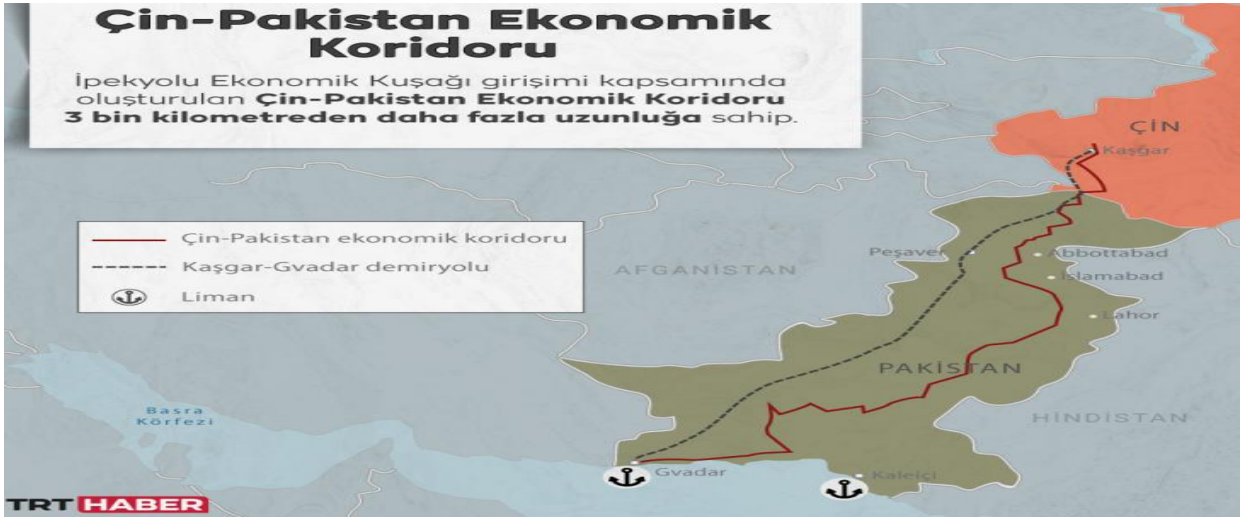 Çin-Pakistan Ekonomik
Koridoru
İpekyolu Ekonomik Kuşağı girişimi kapsamında
oluşturulan Çin-Pakistan Ekonomik Koridoru
3 bin kilometreden daha fazla uzunluğa sahip.
ÇİN
Kaşğar
Çin-Pakistan ekonomik koridoru
Kaşgar-Gvadar demiryolu
Liman
AFGANİSTAN
Peşaver
Abbottabad
İslamabad
Lahor
PAKİSTAN
HİNDİSTAN
Basra
Körfezi
Gvadar
Kaleiçi
TRT HABER